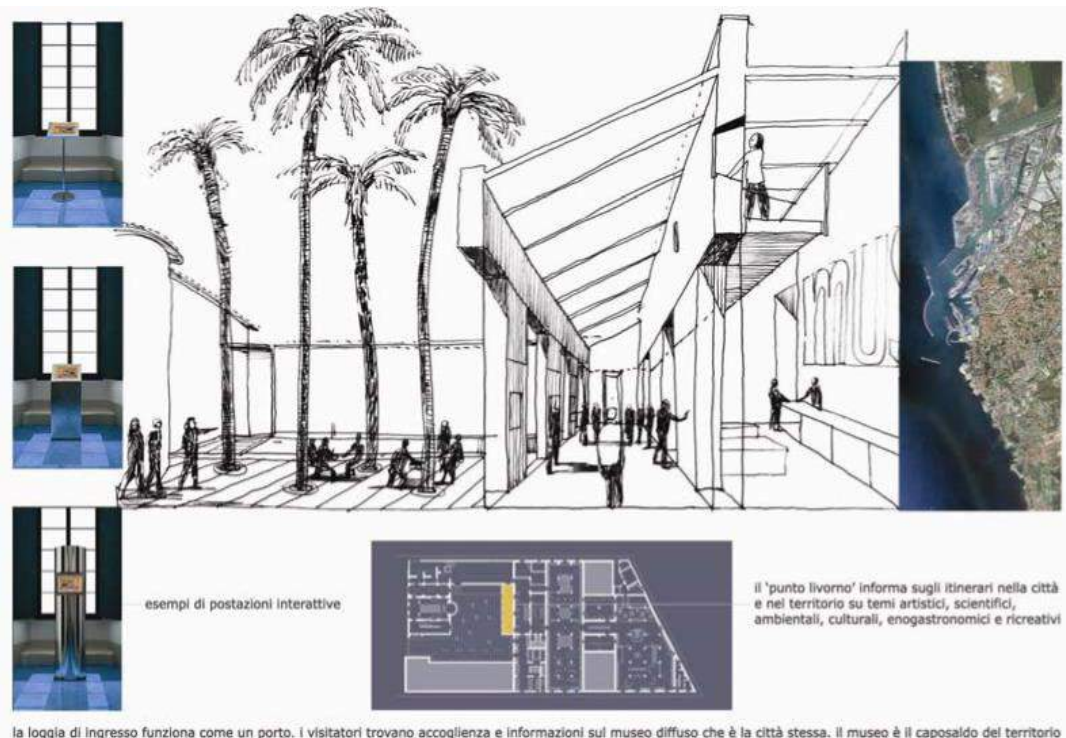 mus
esempi di postazioni interattive
il 'punto livorno' informa sugli itinerari nella città
e nel territorio su temi artistici, scientifici,
ambientali, culturali, enogastronomici e ricreativi
la loggia di ingresso funziona come un porto. i visitatori trovano accoglienza e informazioni sul museo diffuso che è la città stessa. il museo è il caposaldo del territorio